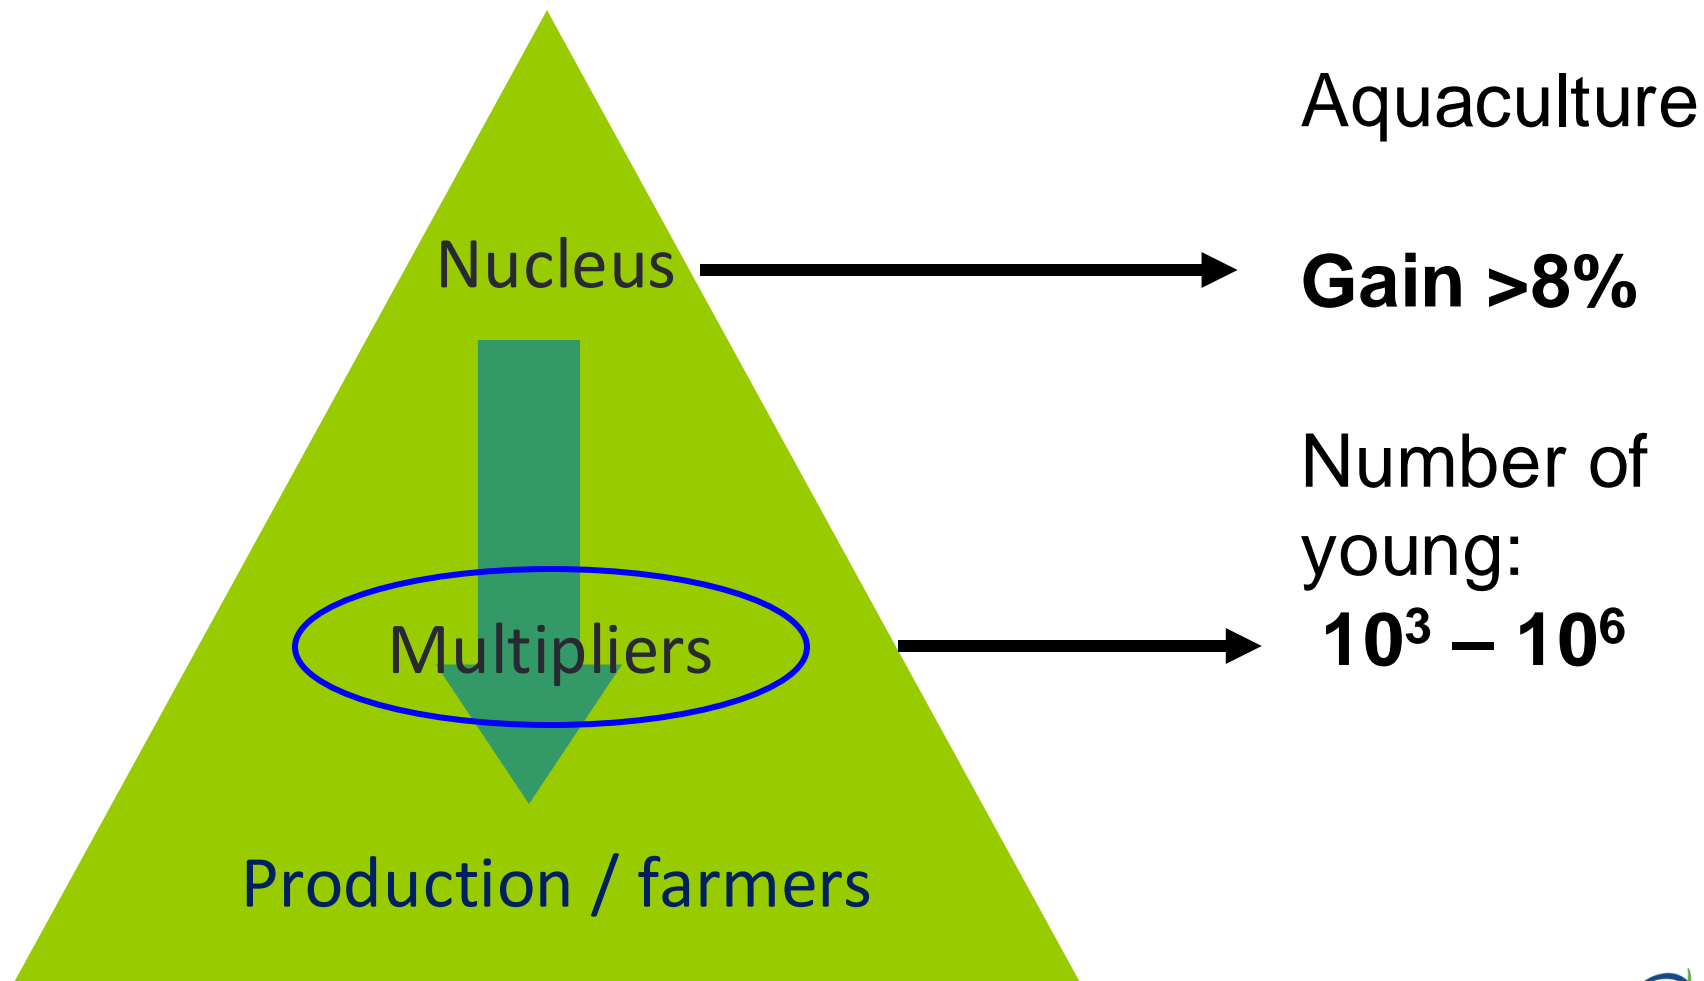 Aquaculture
Nucleus
Gain >8%
Number of
young:
Multipliers
10³ – 10⁶
Production / farmers